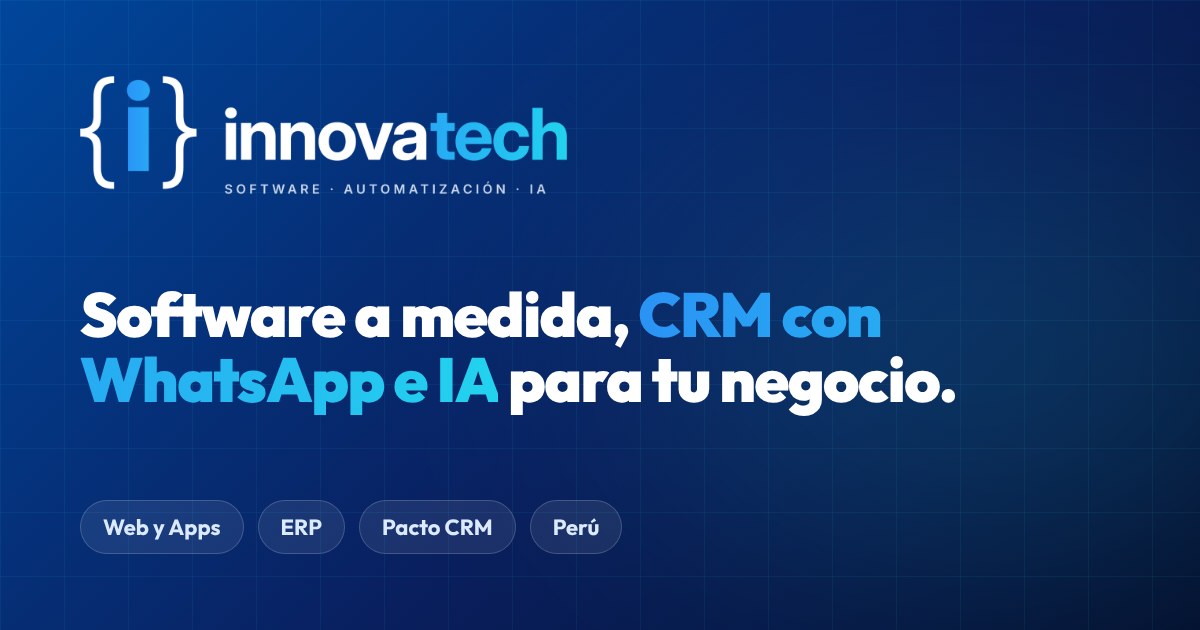 {i} innovatech
SOFTWARE · AUTOMATIZACIÓN · IA
Software a medida, CRM con
WhatsApp e IA para tu negocio.
Web y Apps
ERP
Pacto CRM
Perú